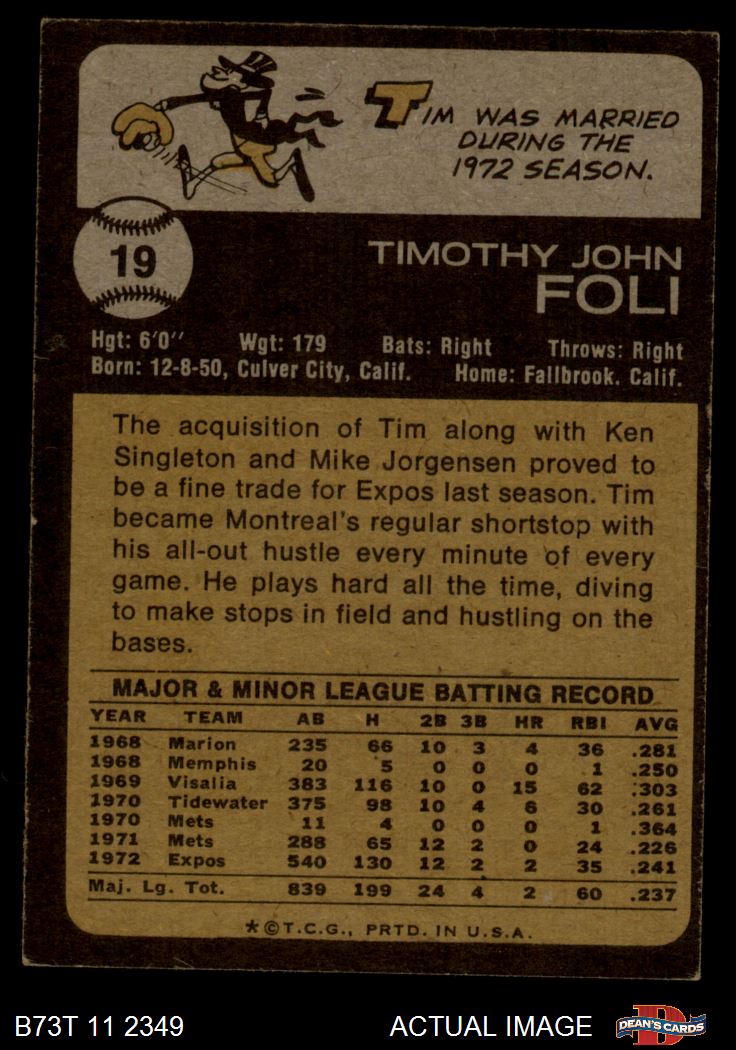 TIM WAS MARRIED
DURING THE
1972 SEASON.
19
TIMOTHY JOHN
FOLI
Hgt: 6'0'' Wgt: 179 Bats: Right Throws: Right
Born: 12-8-50, Culver City, Calif. Home: Fallbrook. Calif.
The acquisition of Tim along with Ken
Singleton and Mike Jorgensen proved to
be a fine trade for Expos last season. Tim
became Montreal's regular shortstop with
his all-out hustle every minute of every
game. He plays hard all the time, diving
to make stops in field and hustling on the
bases.
MAJOR & MINOR LEAGUE BATTING RECORD
YEAR TEAM AB H 2B 3B HR RBI AVG
1968 Marion 235 66 10 3 4 36 .281
1968 Memphis 20 5 0 0 0 1 .250
1969 Visalia 383 116 10 0 15 62 .303
1970 Tidewater 375 98 10 4 6 30 .261
1970 Mets 11 4 0 0 0 1 .364
1971 Mets 288 65 12 2 0 24 .226
1972 Expos 540 130 12 2 2 35 .241
Maj. Lg. Tot. 839 199 24 4 2 60 .237
*©T.C.G., PRTD. IN U.S.A.
B73T 11 2349 ACTUAL IMAGE DEAN'S CARDS